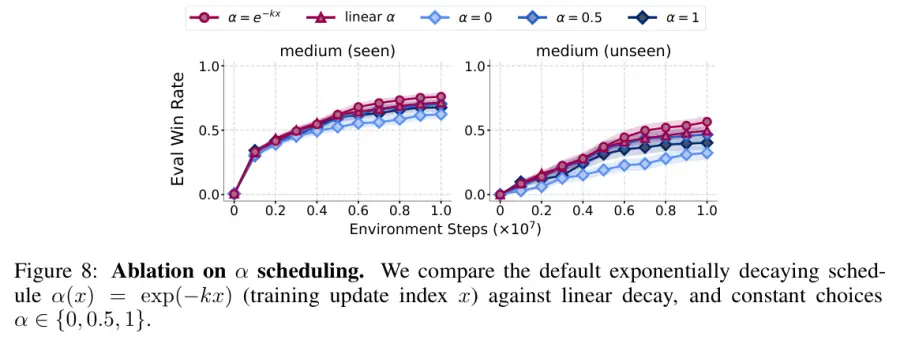 α = e^{-kx} linear α α = 0 α = 0.5 α = 1
medium (seen) medium (unseen)
Eval Win Rate
1.0 1.0
0.5 0.5
0.0 0.0
0 0.2 0.4 0.6 0.8 1.0 0 0.2 0.4 0.6 0.8 1.0
Environment Steps (×10⁷)
Figure 8: Ablation on α scheduling. We compare the default exponentially decaying sched-
ule α(x) = exp(−kx) (training update index x) against linear decay, and constant choices
α ∈ {0, 0.5, 1}.